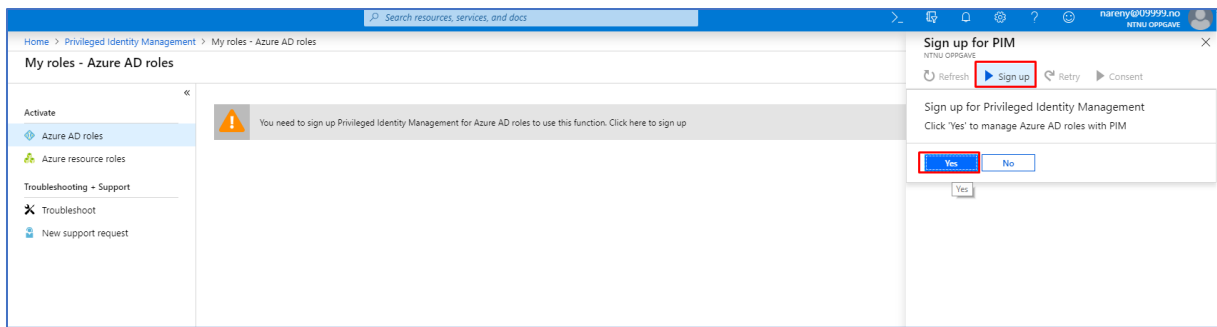 Search resources, services, and docs
nareny@09999.no
NTNU OPPGAVE
Home > Privileged Identity Management > My roles - Azure AD roles
My roles - Azure AD roles
«
Activate
Azure AD roles
Azure resource roles
Troubleshooting + Support
Troubleshoot
New support request
You need to sign up Privileged Identity Management for Azure AD roles to use this function. Click here to sign up
Sign up for PIM
NTNU OPPGAVE
Refresh Sign up Retry Consent
Sign up for Privileged Identity Management
Click 'Yes' to manage Azure AD roles with PIM
Yes No
Yes